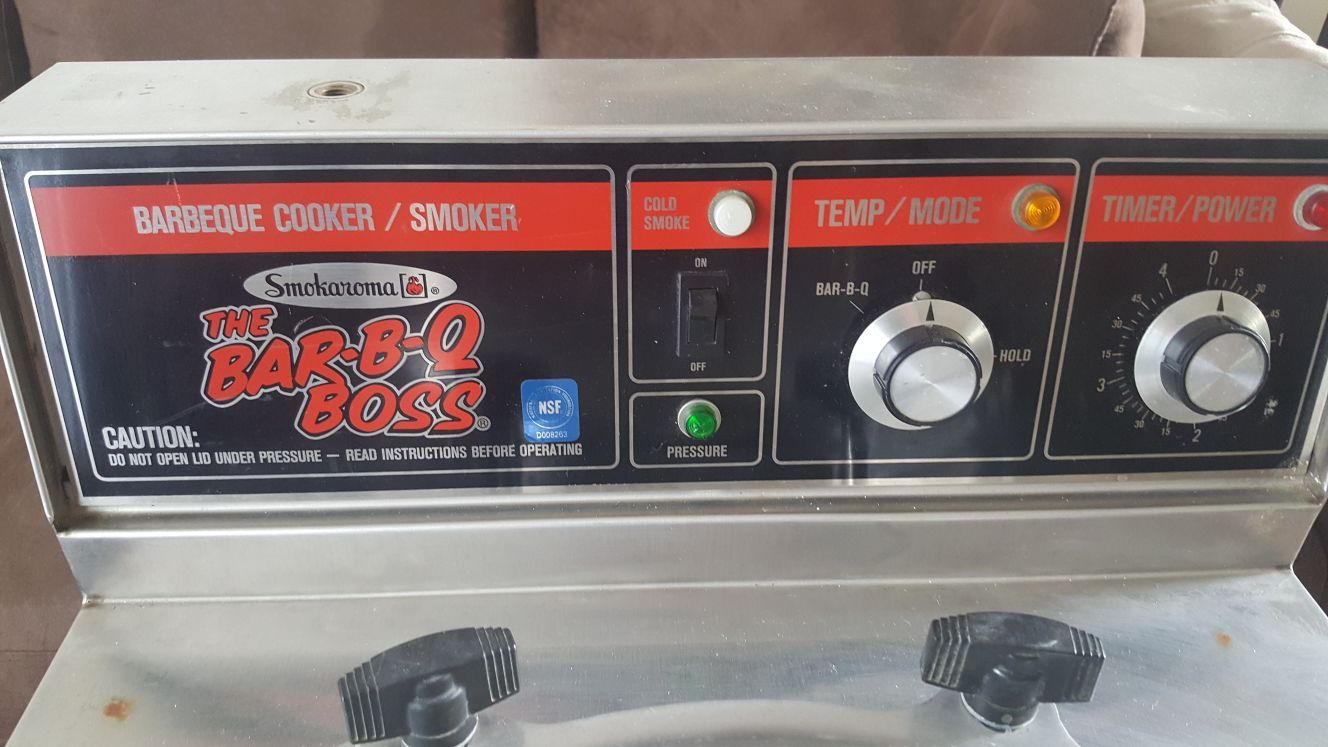 BARBEQUE COOKER / SMOKER
Smokaroma ®
THE
BAR-B-Q
BOSS®
NSF
D008263
CAUTION:
DO NOT OPEN LID UNDER PRESSURE — READ INSTRUCTIONS BEFORE OPERATING
COLD
SMOKE
ON
OFF
PRESSURE
TEMP/MODE
OFF
BAR-B-Q
HOLD
TIMER/POWER
0
15
30
45
1
2
15
30
45
3
15
30
45
4